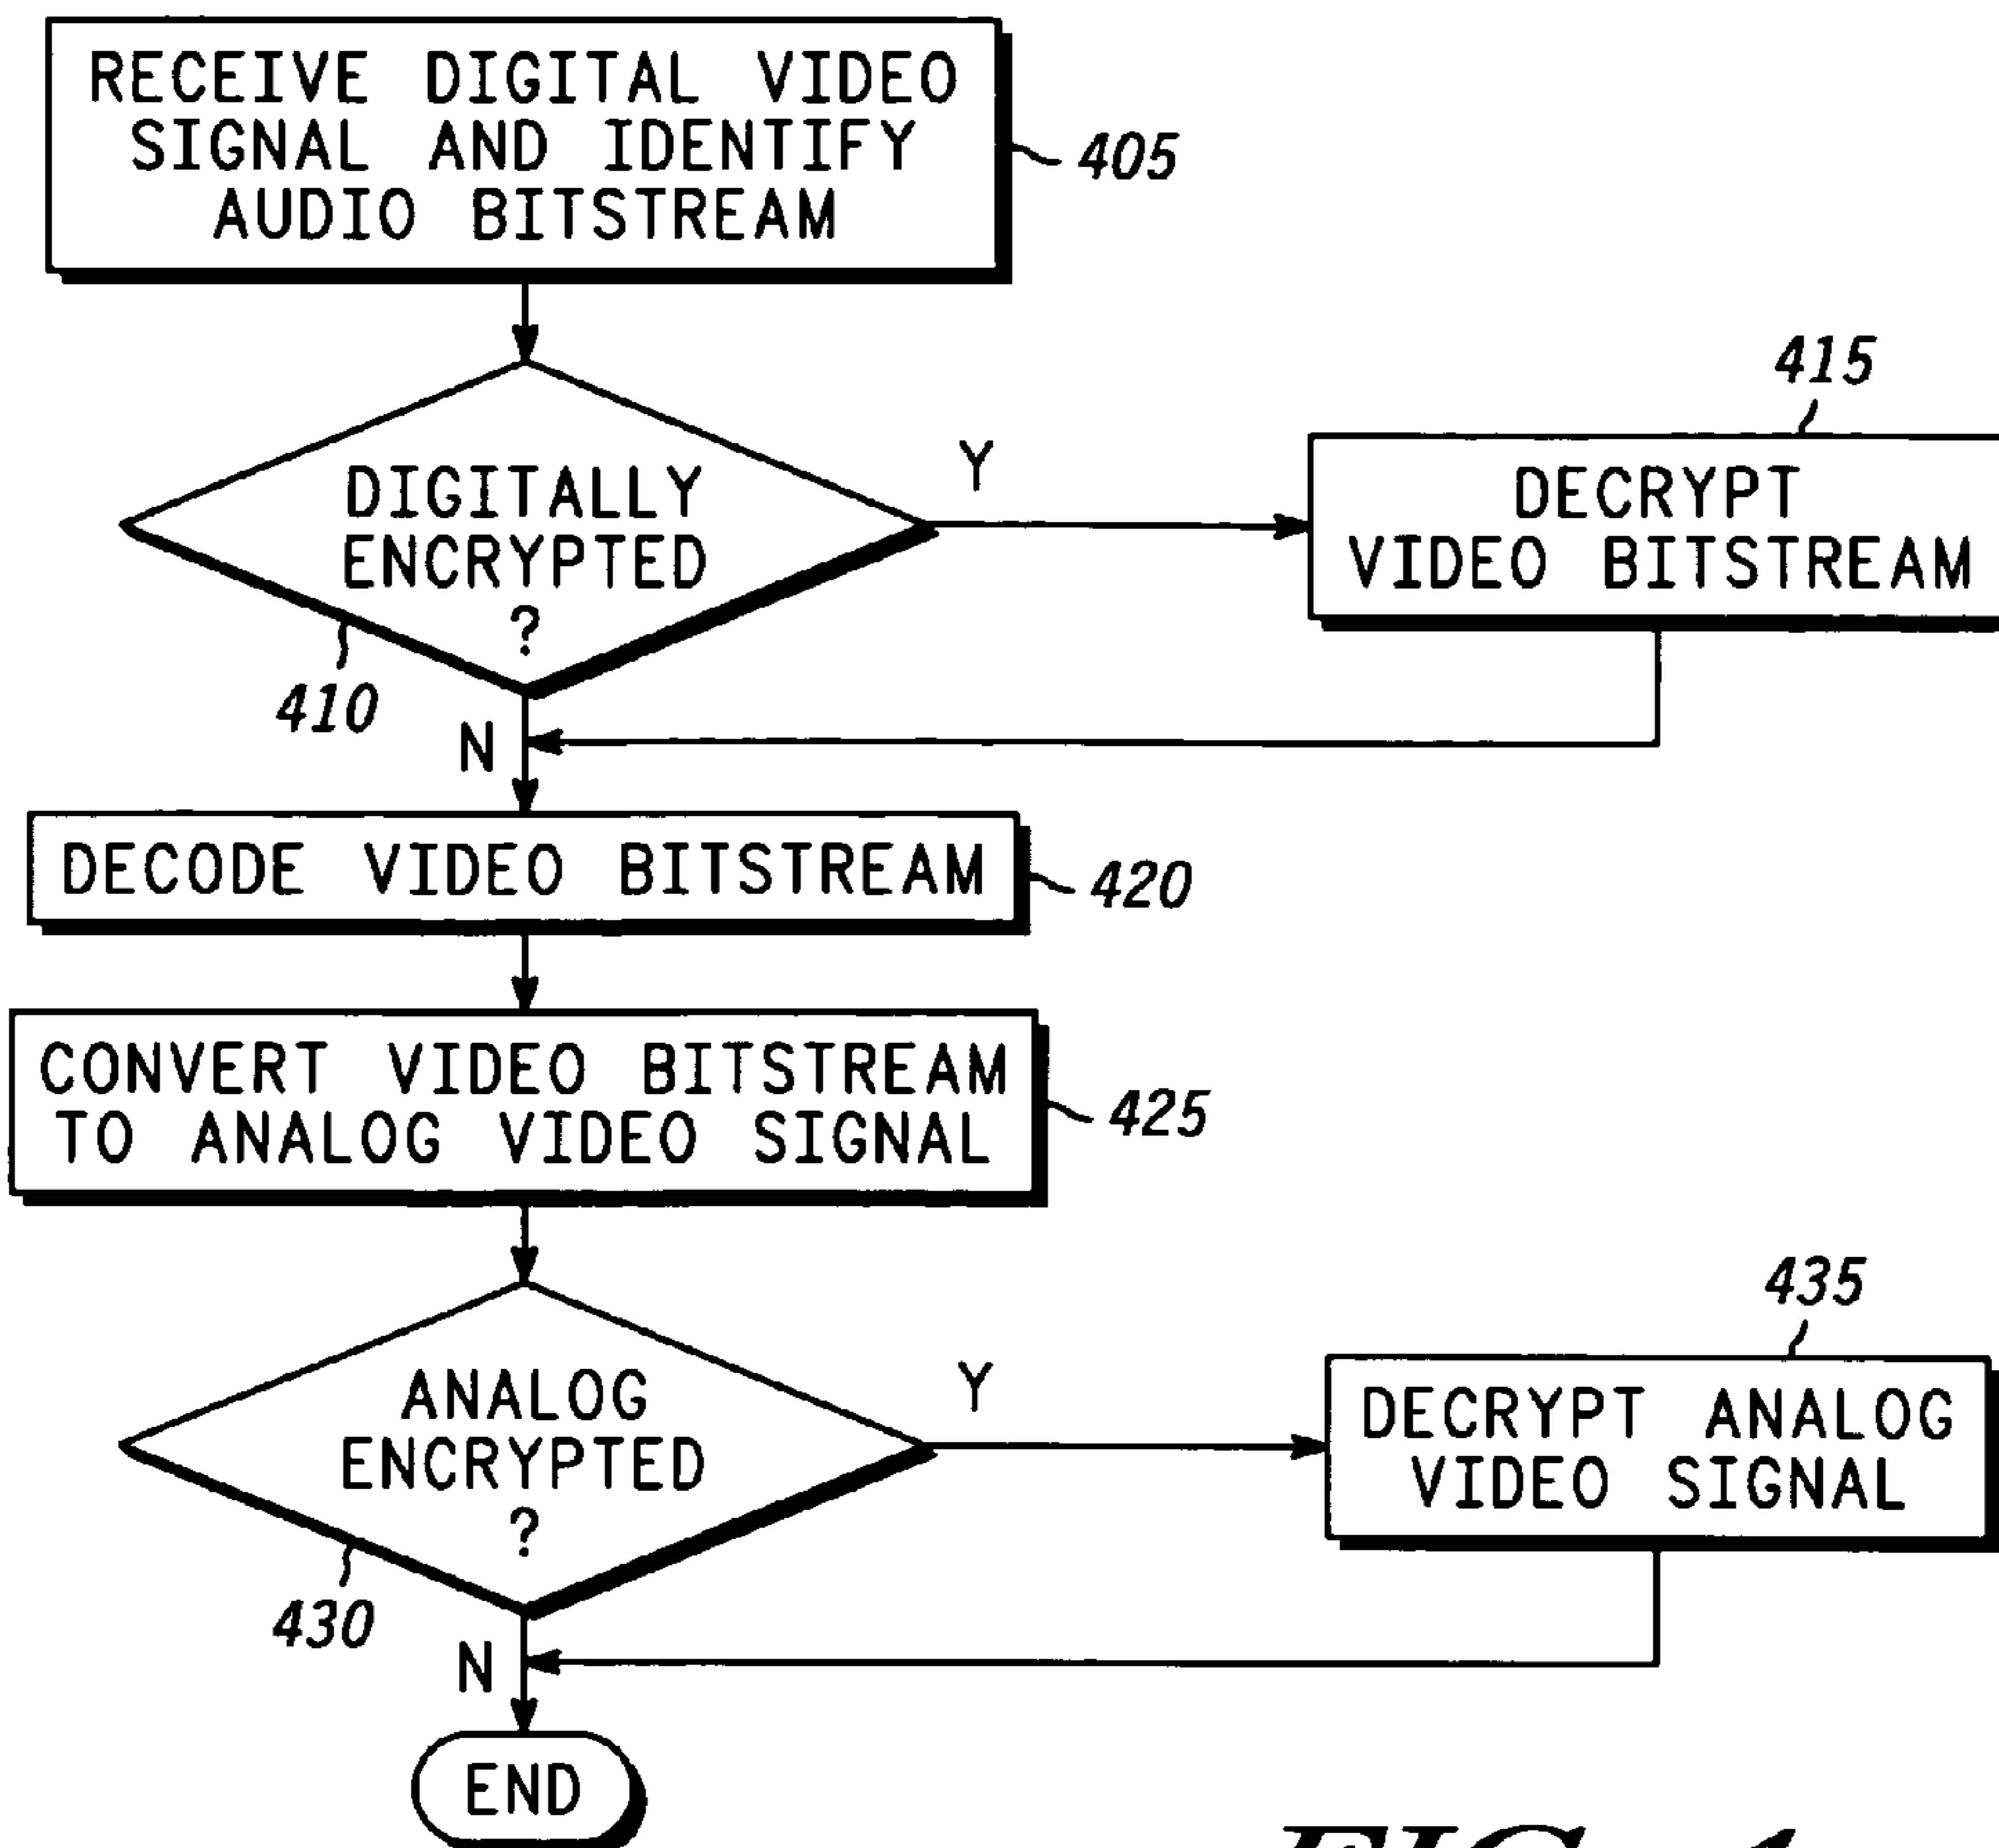 RECEIVE DIGITAL VIDEO
SIGNAL AND IDENTIFY
AUDIO BITSTREAM
405
DIGITALLY
ENCRYPTED
?
410
Y
415
DECRYPT
VIDEO BITSTREAM
N
DECODE VIDEO BITSTREAM
420
CONVERT VIDEO BITSTREAM
TO ANALOG VIDEO SIGNAL
425
ANALOG
ENCRYPTED
?
430
Y
435
DECRYPT ANALOG
VIDEO SIGNAL
N
END